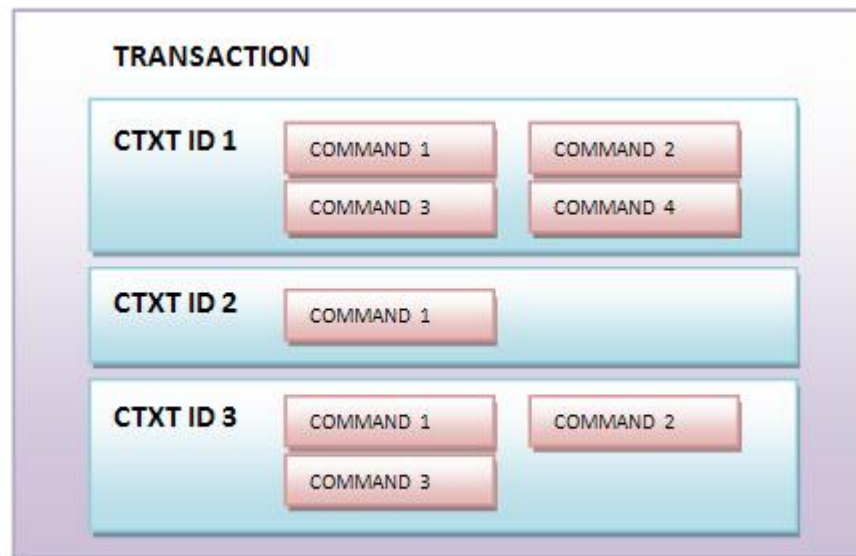 TRANSACTION
CTXT ID 1
COMMAND 1
COMMAND 2
COMMAND 3
COMMAND 4
CTXT ID 2
COMMAND 1
CTXT ID 3
COMMAND 1
COMMAND 2
COMMAND 3